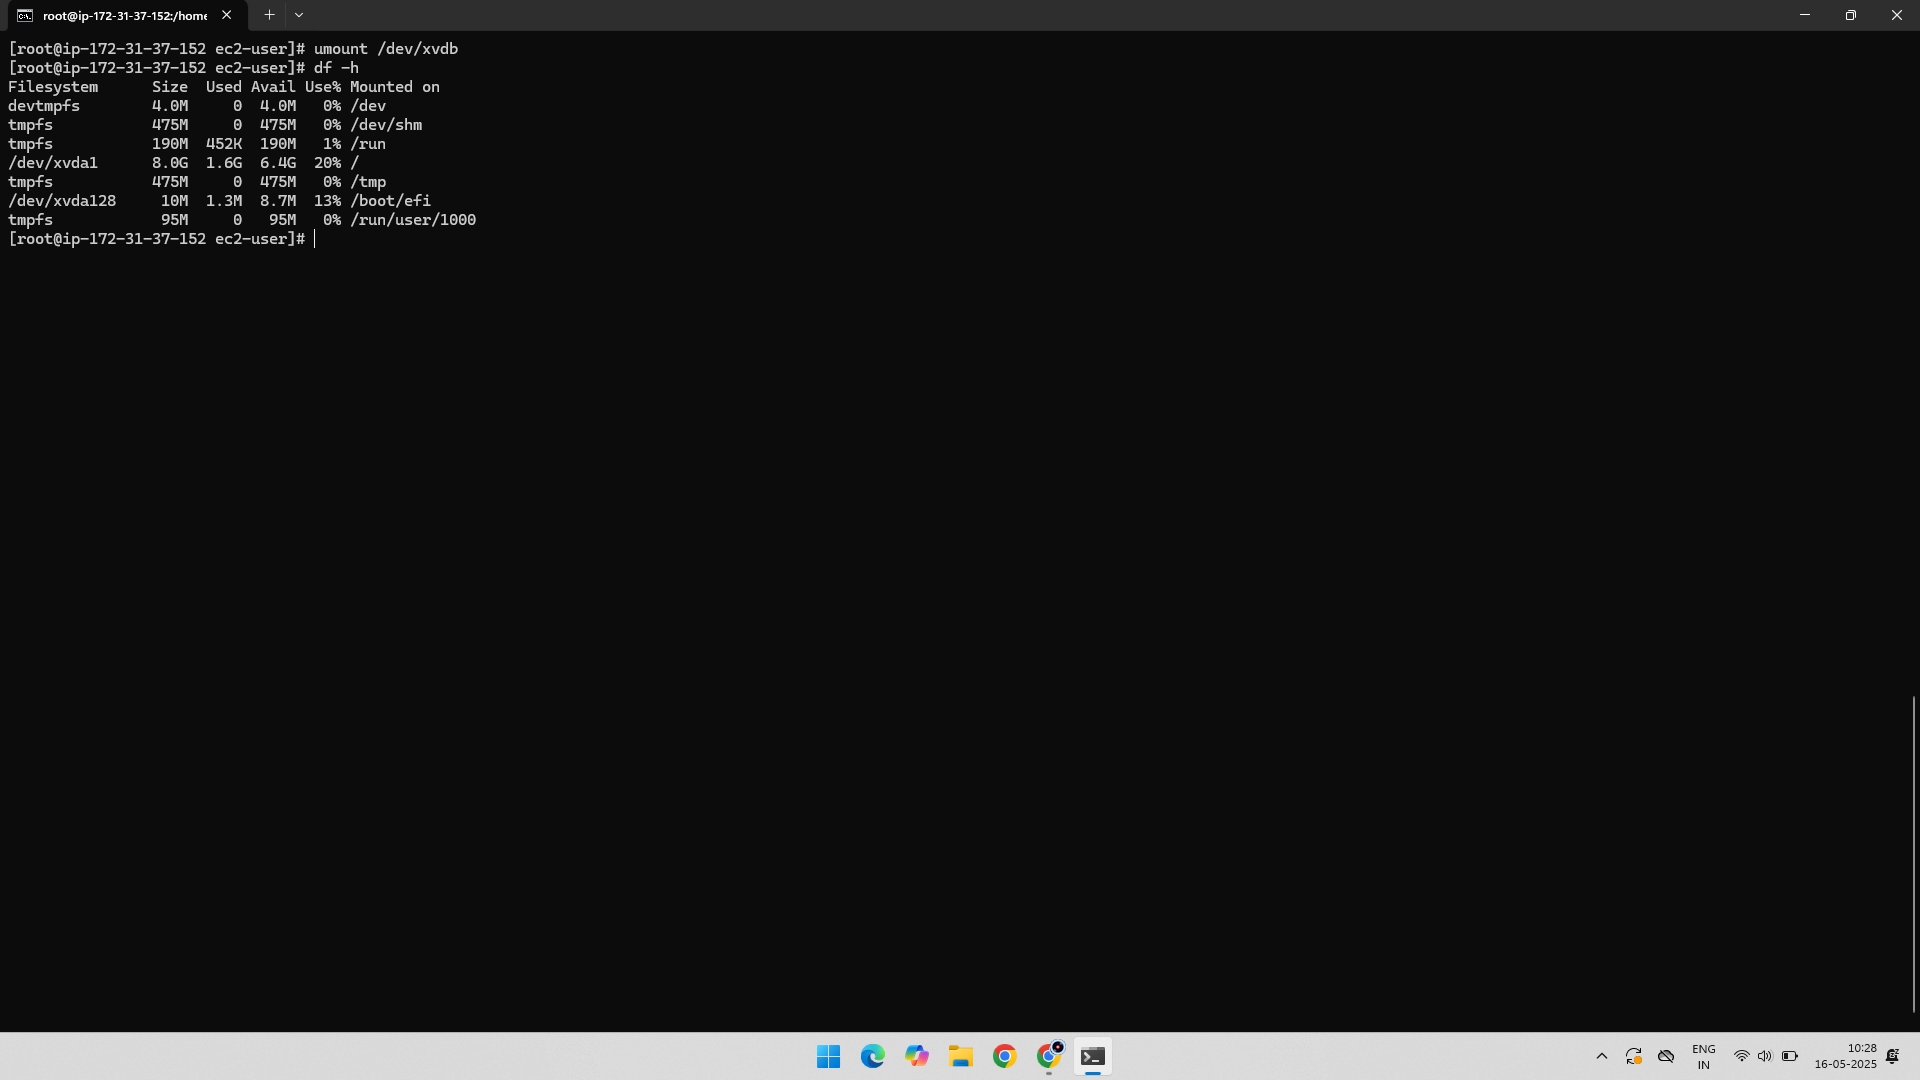 root@ip-172-31-37-152:/home
[root@ip-172-31-37-152 ec2-user]# umount /dev/xvdb
[root@ip-172-31-37-152 ec2-user]# df -h
Filesystem      Size  Used Avail Use% Mounted on
devtmpfs        4.0M     0  4.0M   0% /dev
tmpfs           475M     0  475M   0% /dev/shm
tmpfs           190M  452K  190M   1% /run
/dev/xvda1      8.0G  1.6G  6.4G  20% /
tmpfs           475M     0  475M   0% /tmp
/dev/xvda128     10M  1.3M  8.7M  13% /boot/efi
tmpfs            95M     0   95M   0% /run/user/1000
[root@ip-172-31-37-152 ec2-user]#
ENG
IN
10:28
16-05-2025